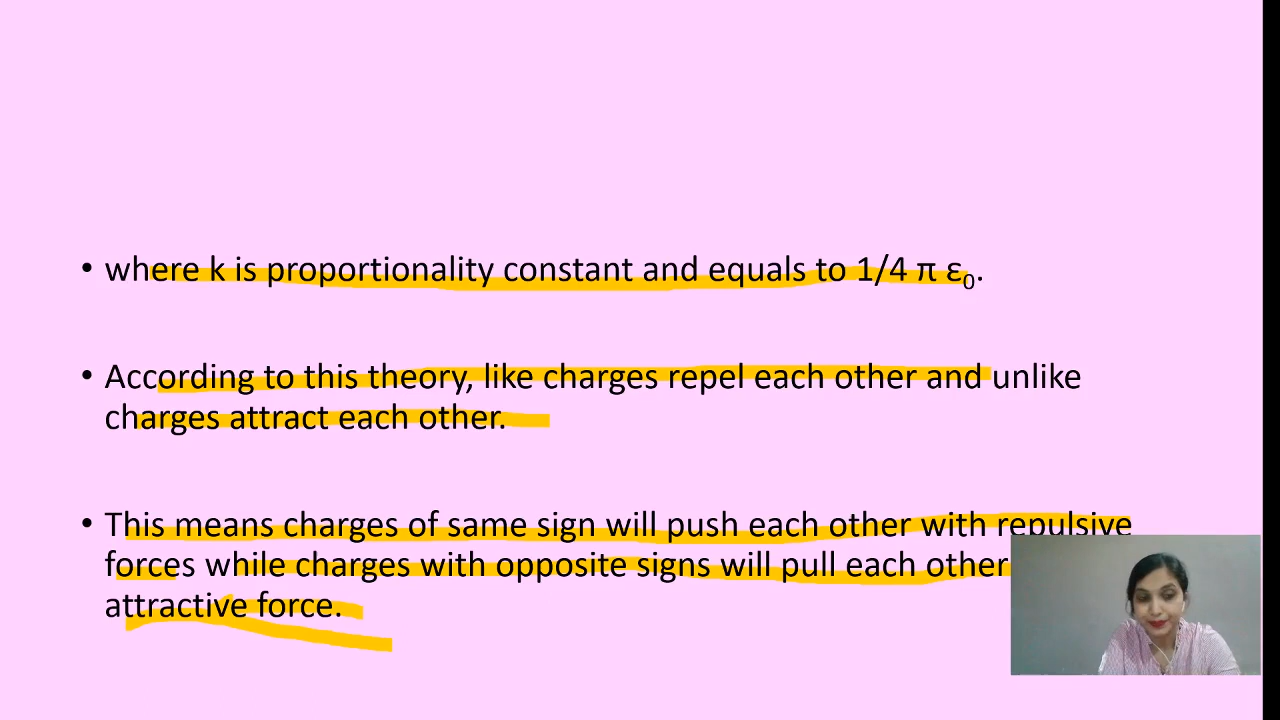 • where k is proportionality constant and equals to 1/4 π ε₀.
• According to this theory, like charges repel each other and unlike
charges attract each other.
• This means charges of same sign will push each other with repulsive
forces while charges with opposite signs will pull each other
attractive force.